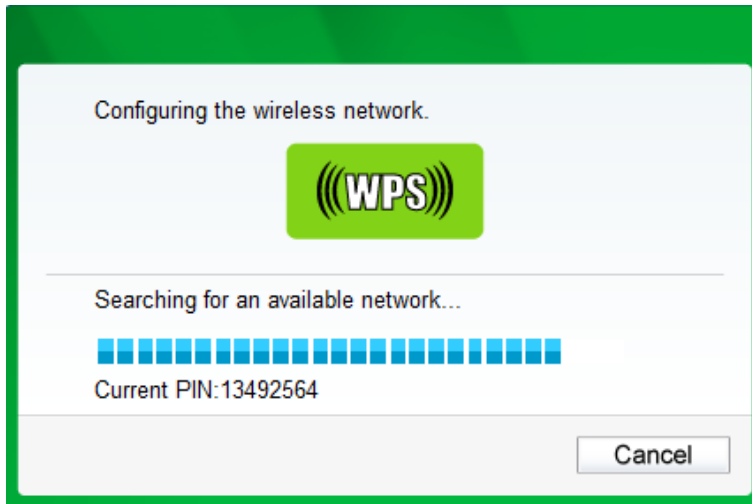 Configuring the wireless network.
WPS
Searching for an available network...
Current PIN:13492564
Cancel